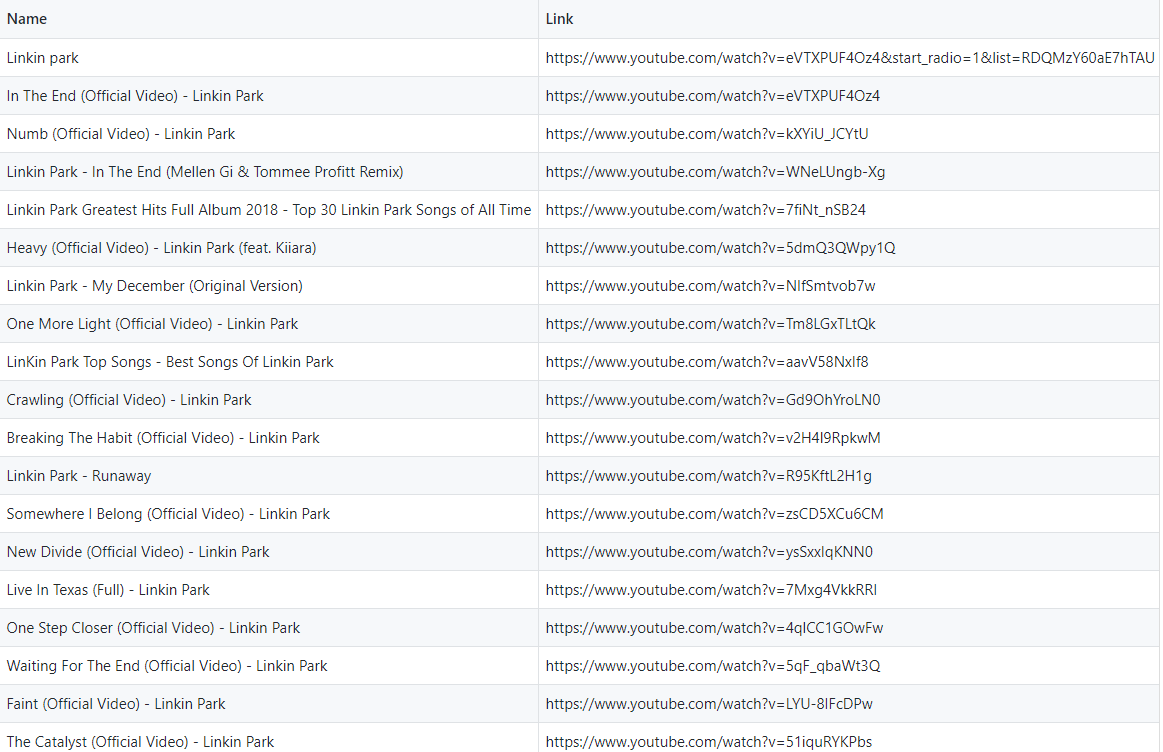 Name Link
Linkin park https://www.youtube.com/watch?v=eVTXPUF4Oz4&start_radio=1&list=RDQMzY60aE7hTAU
In The End (Official Video) - Linkin Park https://www.youtube.com/watch?v=eVTXPUF4Oz4
Numb (Official Video) - Linkin Park https://www.youtube.com/watch?v=kXYiU_JCYtU
Linkin Park - In The End (Mellen Gi & Tommee Profitt Remix) https://www.youtube.com/watch?v=WNeLUngb-Xg
Linkin Park Greatest Hits Full Album 2018 - Top 30 Linkin Park Songs of All Time https://www.youtube.com/watch?v=7fiNt_nSB24
Heavy (Official Video) - Linkin Park (feat. Kiiara) https://www.youtube.com/watch?v=5dmQ3QWpy1Q
Linkin Park - My December (Original Version) https://www.youtube.com/watch?v=NIfSmtvob7w
One More Light (Official Video) - Linkin Park https://www.youtube.com/watch?v=Tm8LGxTLtQk
LinKin Park Top Songs - Best Songs Of Linkin Park https://www.youtube.com/watch?v=aavV58NxIf8
Crawling (Official Video) - Linkin Park https://www.youtube.com/watch?v=Gd9OhYroLN0
Breaking The Habit (Official Video) - Linkin Park https://www.youtube.com/watch?v=v2H4l9RpkwM
Linkin Park - Runaway https://www.youtube.com/watch?v=R95KftL2H1g
Somewhere I Belong (Official Video) - Linkin Park https://www.youtube.com/watch?v=zsCD5XCu6CM
New Divide (Official Video) - Linkin Park https://www.youtube.com/watch?v=ysSxxIqKNN0
Live In Texas (Full) - Linkin Park https://www.youtube.com/watch?v=7Mxg4VkkRRI
One Step Closer (Official Video) - Linkin Park https://www.youtube.com/watch?v=4qlCC1GOwFw
Waiting For The End (Official Video) - Linkin Park https://www.youtube.com/watch?v=5qF_qbaWt3Q
Faint (Official Video) - Linkin Park https://www.youtube.com/watch?v=LYU-8IFcDPw
The Catalyst (Official Video) - Linkin Park https://www.youtube.com/watch?v=51iquRYKPbs